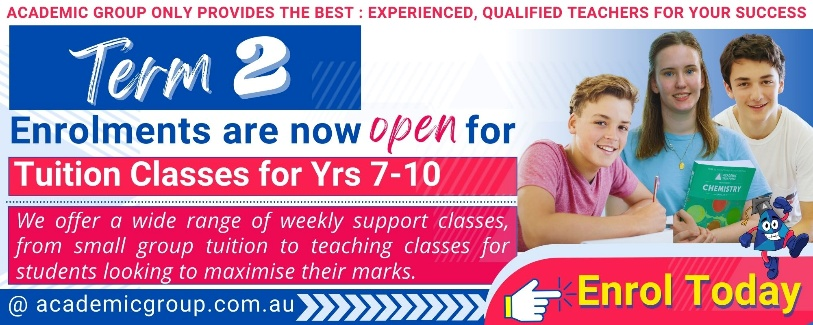 ACADEMIC GROUP ONLY PROVIDES THE BEST : EXPERIENCED, QUALIFIED TEACHERS FOR YOUR SUCCESS
Term 2
Enrolments are now open for
Tuition Classes for Yrs 7-10
We offer a wide range of weekly support classes,
from small group tuition to teaching classes for
students looking to maximise their marks.
@ academicgroup.com.au
CHEMISTRY
Enrol Today